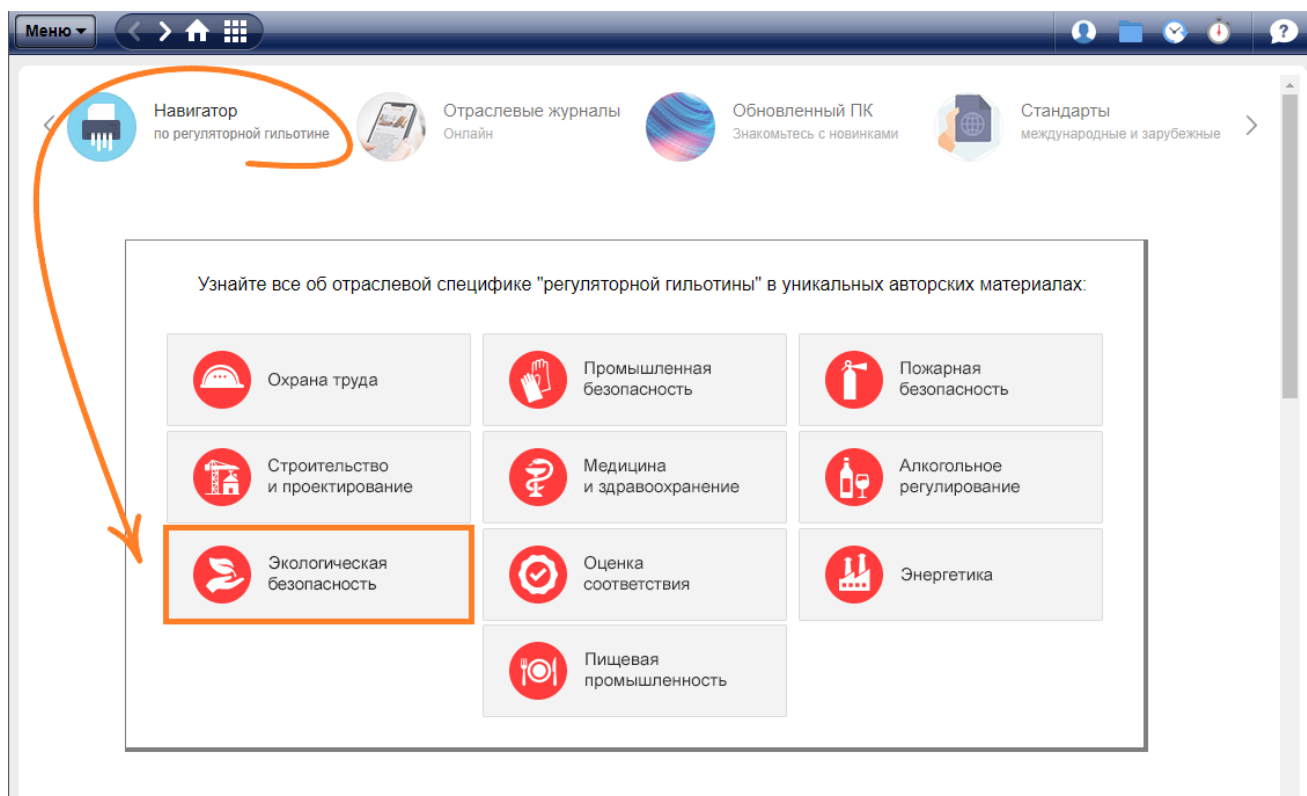 Меню
Навигатор
по регуляторной гильотине
Отраслевые журналы
Онлайн
Обновленный ПК
Знакомьтесь с новинками
Стандарты
международные и зарубежные
Узнайте все об отраслевой специфике "регуляторной гильотины" в уникальных авторских материалах:
Охрана труда
Промышленная
безопасность
Пожарная
безопасность
Строительство
и проектирование
Медицина
и здравоохранение
Алкогольное
регулирование
Экологическая
безопасность
Оценка
соответствия
Энергетика
Пищевая
промышленность